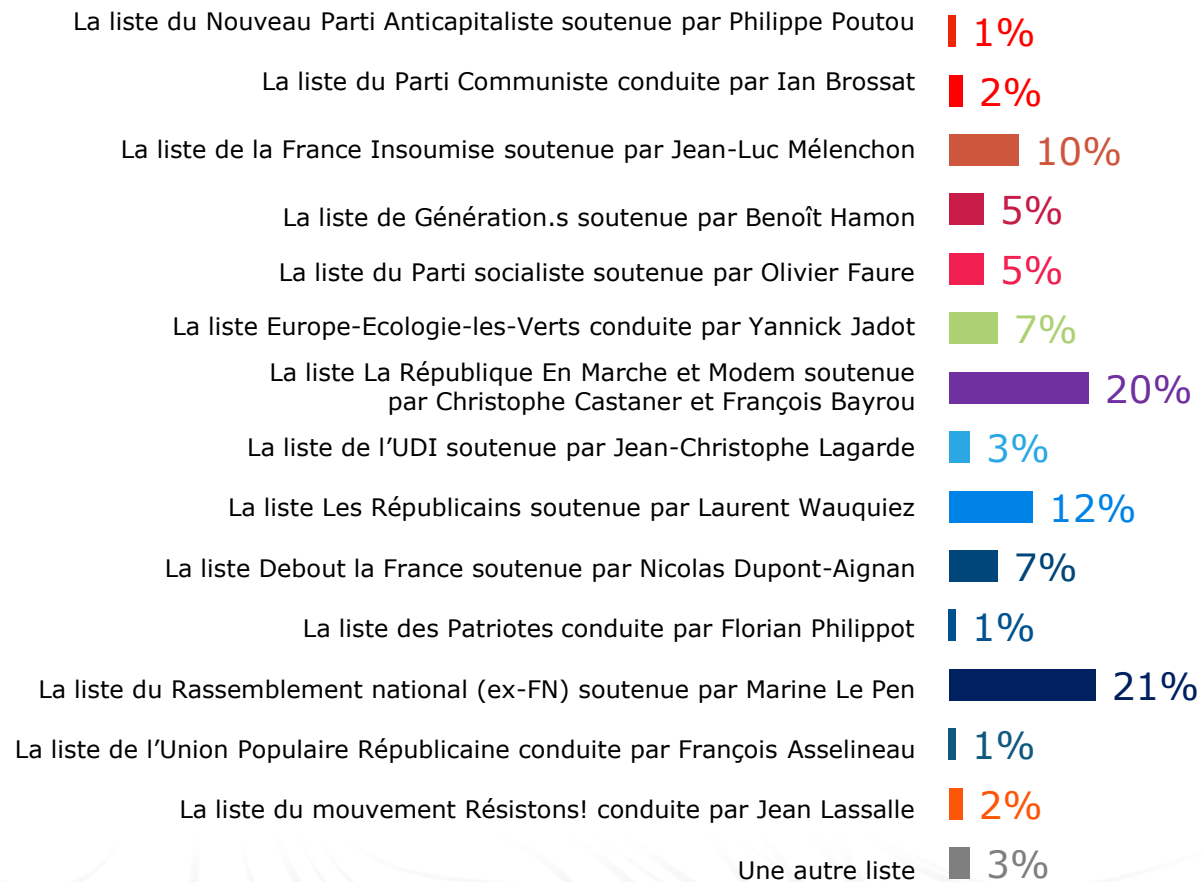 La liste du Nouveau Parti Anticapitaliste soutenue par Philippe Poutou 1%
La liste du Parti Communiste conduite par Ian Brossat 2%
La liste de la France Insoumise soutenue par Jean-Luc Mélenchon 10%
La liste de Génération.s soutenue par Benoît Hamon 5%
La liste du Parti socialiste soutenue par Olivier Faure 5%
La liste Europe-Ecologie-les-Verts conduite par Yannick Jadot 7%
La liste La République En Marche et Modem soutenue
par Christophe Castaner et François Bayrou 20%
La liste de l'UDI soutenue par Jean-Christophe Lagarde 3%
La liste Les Républicains soutenue par Laurent Wauquiez 12%
La liste Debout la France soutenue par Nicolas Dupont-Aignan 7%
La liste des Patriotes conduite par Florian Philippot 1%
La liste du Rassemblement national (ex-FN) soutenue par Marine Le Pen 21%
La liste de l'Union Populaire Républicaine conduite par François Asselineau 1%
La liste du mouvement Résistons! conduite par Jean Lassalle 2%
Une autre liste 3%